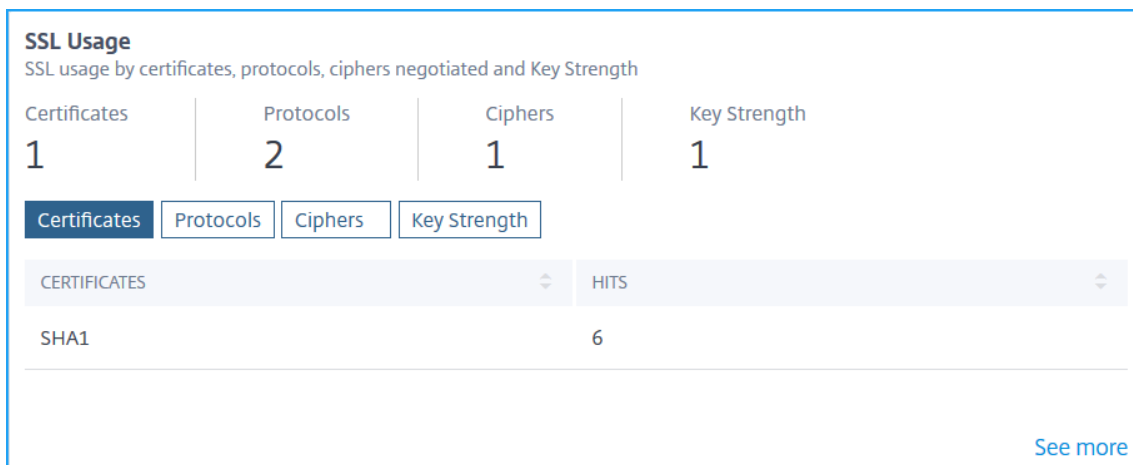 SSL Usage
SSL usage by certificates, protocols, ciphers negotiated and Key Strength
Certificates Protocols Ciphers Key Strength
1 2 1 1
Certificates Protocols Ciphers Key Strength
CERTIFICATES HITS
SHA1 6
See more